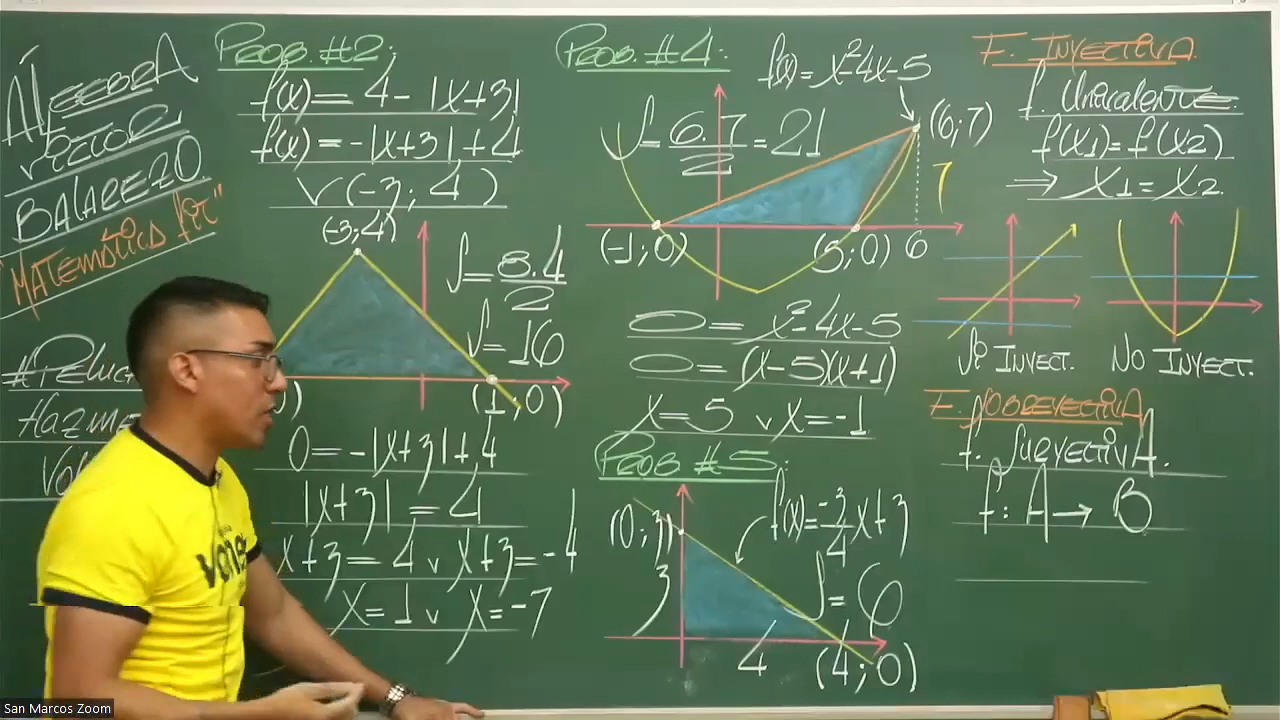 ÁlgebrA
VÍCTOR
BALAREZO
"MATEMÁTICA for"
Hazme
PROB. #2:
f(x) = 4 - |x+3|
f(x) = -|x+3| + 4
V(-3; 4)
(-3; 4)
S = 8.4
2
S = 16
(1; 0)
0 = -|x+3| + 4
|x+3| = 4
x+3 = 4 v x+3 = -4
x = 1 v x = -7
PROB. #4:
f(x) = x²-4x-5
S = 6.7 = 21
2
(6; 7)
7
(-1; 0)
(5; 0)
6
0 = x²-4x-5
0 = (x-5)(x+1)
x = 5 v x = -1
PROB #5:
(0; 3)
f(x) = -3 x+3
4
3
S = 6
4
(4; 0)
F. INYECTIVA
f. Univalente:
f(x1) = f(x2)
⇒ x1 = x2
SÍ INYECT.
NO INYECT.
F. SOBREYECTIVA
f. SuryectivA.
f: A → B
San Marcos Zoom